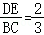 DE/BC = 2/3